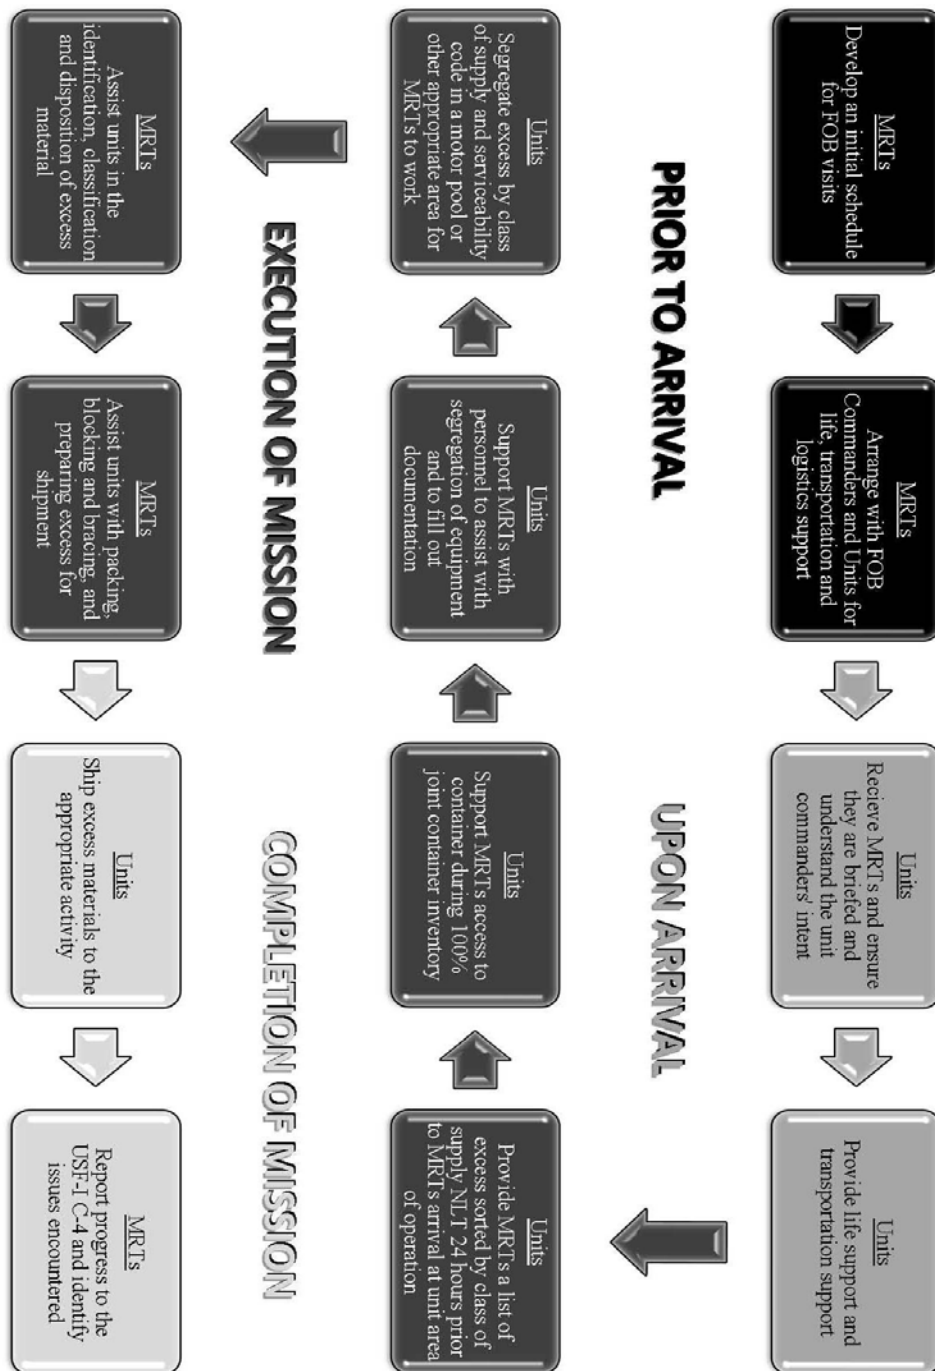 MRTs
Develop an initial schedule
for FOB visits
MRTs
Arrange with FOB
Commanders and Units for
life, transportation and
logistics support
Units
Recieve MRTs and ensure
they are briefed and
understand the unit
commanders' intent
Units
Provide life support and
transportation support
PRIOR TO ARRIVAL
UPON ARRIVAL
Units
Segregate excess by class
of supply and serviceability
code in a motor pool or
other appropriate area for
MRTs to work
Units
Support MRTs with
personnel to assist with
segregation of equipment
and to fill out
documentation
Units
Support MRTs access to
container during 100%
joint container inventory
Units
Provide MRTs a list of
excess sorted by class of
supply NLT 24 hours prior
to MRTs arrival at unit area
of operation
EXECUTION OF MISSION
COMPLETION OF MISSION
MRTs
Assist units in the
identification, classification
and disposition of excess
material
MRTs
Assist units with packing,
blocking and bracing, and
preparing excess for
shipment
Units
Ship excess materials to the
appropriate activity
MRTs
Report progress to the
USF-I C-4 and identify
issues encountered